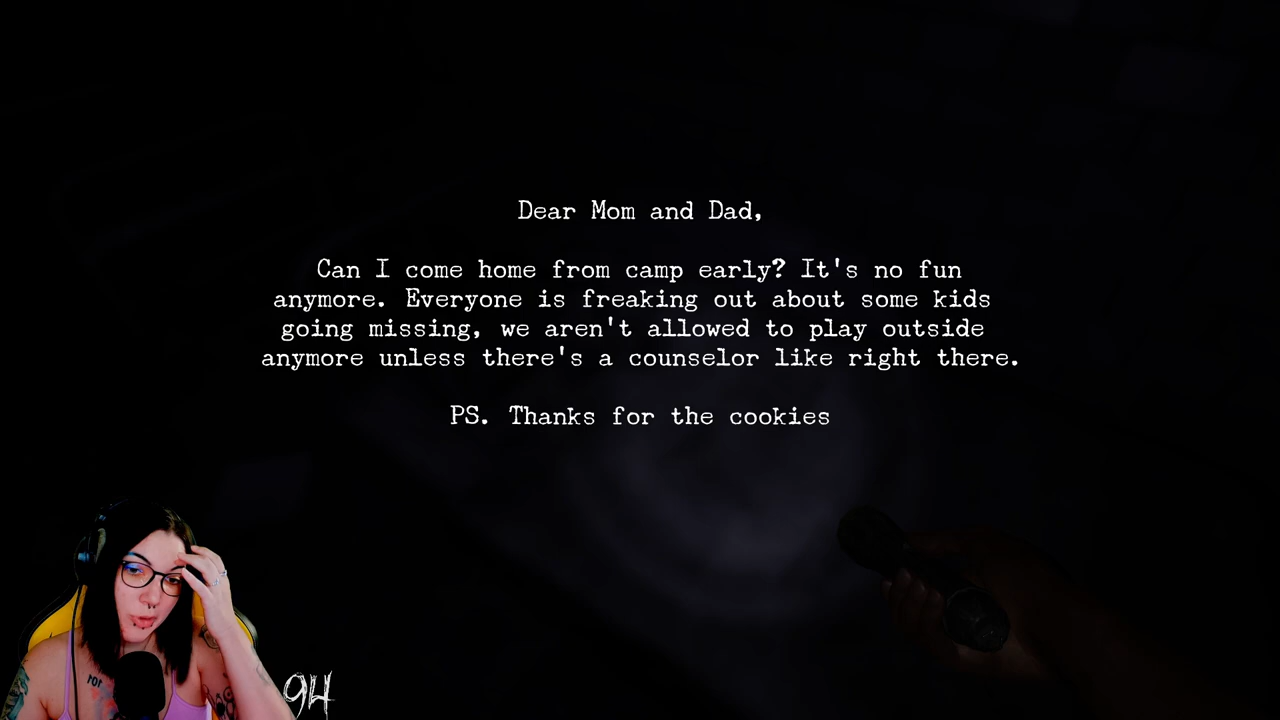 Dear Mom and Dad,
Can I come home from camp early? It's no fun
anymore. Everyone is freaking out about some kids
going missing, we aren't allowed to play outside
anymore unless there's a counselor like right there.
PS. Thanks for the cookies
94